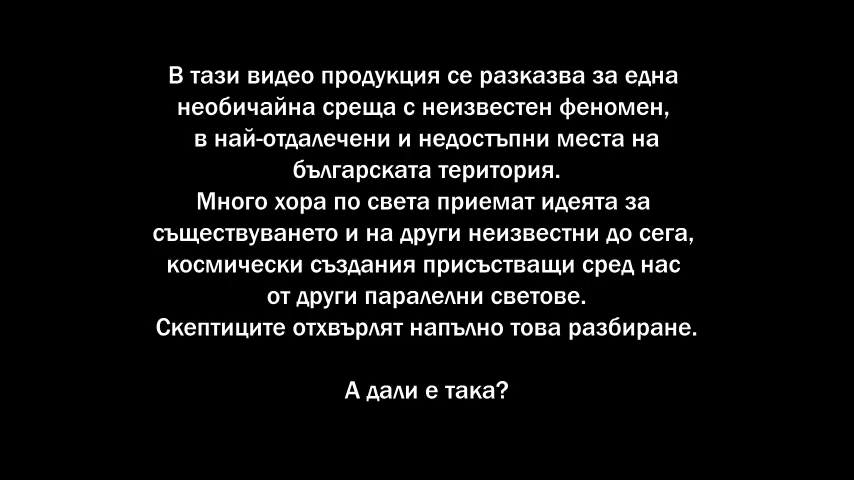 В тази видео продукция се разказва за една
необичайна среща с неизвестен феномен,
в най-отдалечени и недостъпни места на
българската територия.
Много хора по света приемат идеята за
съществуването и на други неизвестни до сега,
космически създания присъстващи сред нас
от други паралелни светове.
Скептиците отхвърлят напълно това разбиране.
А дали е така?